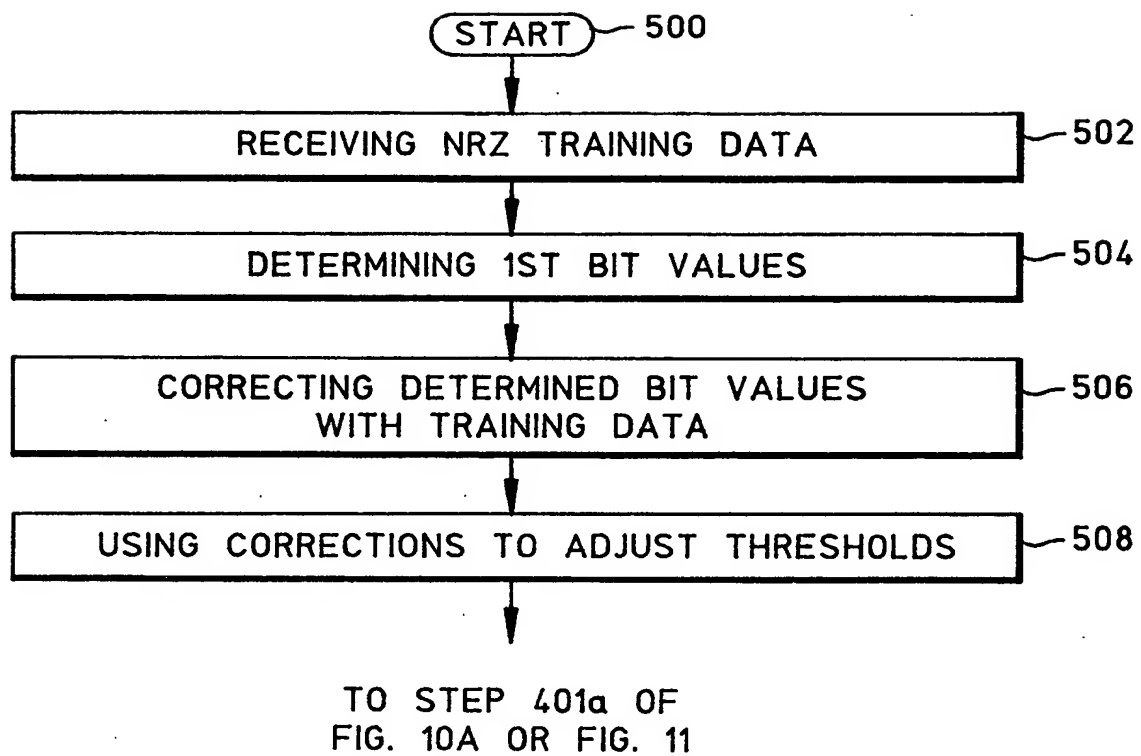 START 500
RECEIVING NRZ TRAINING DATA 502
DETERMINING 1ST BIT VALUES 504
CORRECTING DETERMINED BIT VALUES 506
WITH TRAINING DATA
USING CORRECTIONS TO ADJUST THRESHOLDS 508
TO STEP 401a OF
FIG. 10A OR FIG. 11